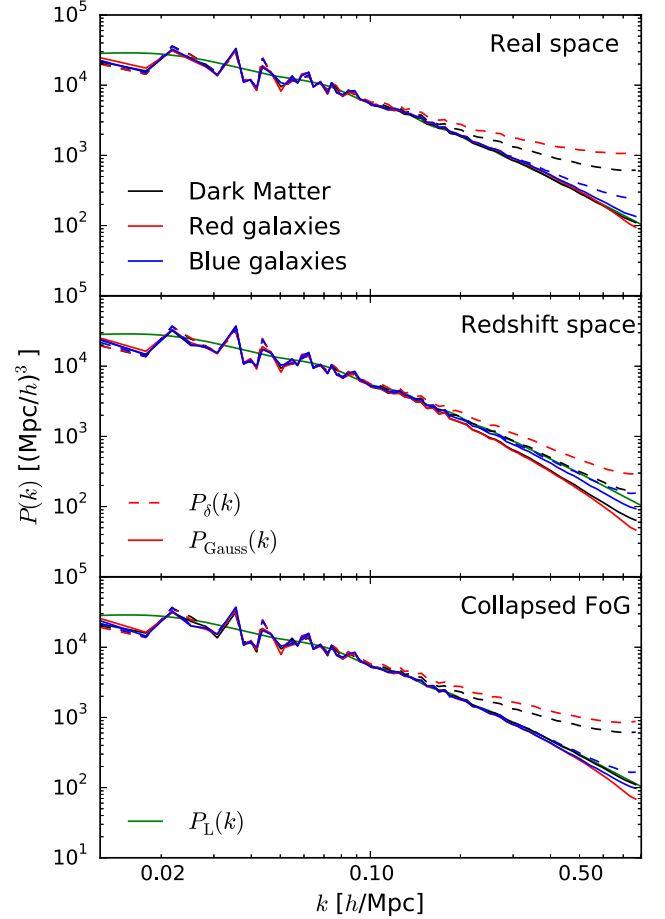 10^5
Real space
10^4
10^3
Dark Matter
10^2
Red galaxies
Blue galaxies
10^1
10^5
Redshift space
10^4
10^3
P(k) [(Mpc/h)^3 ]
10^2
P_δ(k)
P_Gauss(k)
10^5
Collapsed FoG
10^4
10^3
10^2
P_L(k)
10^1
0.02 0.10 0.50
k [h/Mpc]